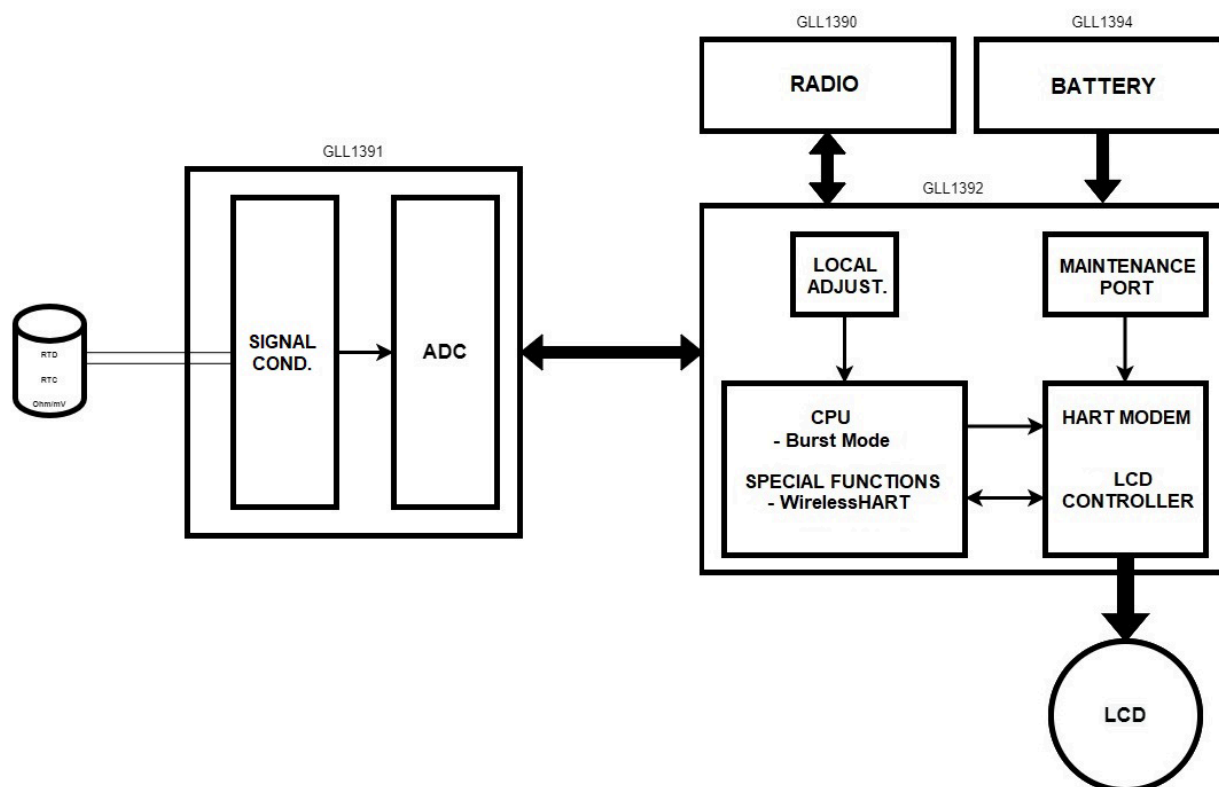 GLL1390
GLL1394
RADIO
BATTERY
GLL1391
GLL1392
SIGNAL
COND.
ADC
LOCAL
ADJUST.
MAINTENANCE
PORT
RTD
RTC
Ohm/mV
CPU
- Burst Mode
SPECIAL FUNCTIONS
- WirelessHART
HART MODEM
LCD
CONTROLLER
LCD